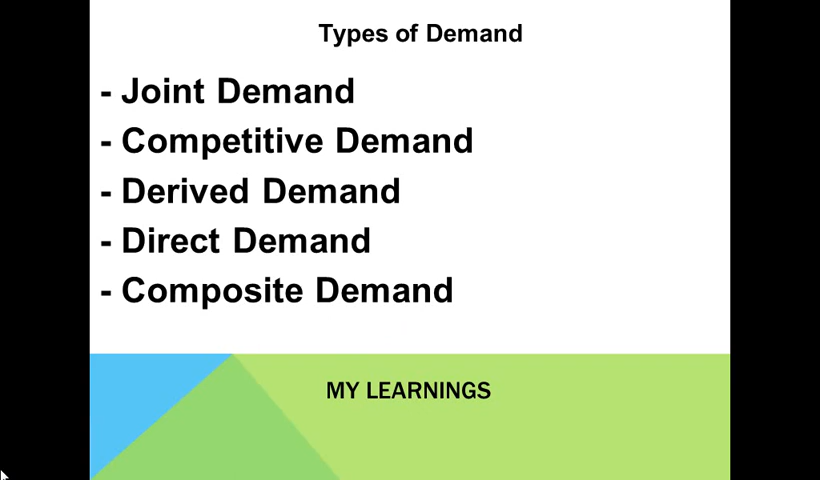 Types of Demand
- Joint Demand
- Competitive Demand
- Derived Demand
- Direct Demand
- Composite Demand
MY LEARNINGS